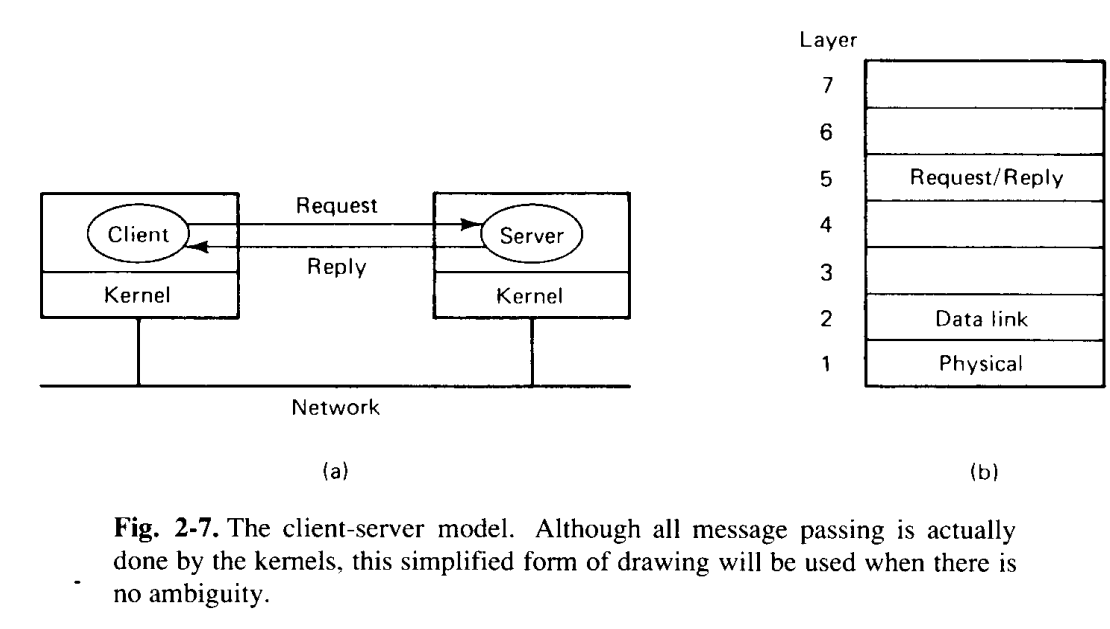 Request
Client
Server
Reply
Kernel
Kernel
Network
(a)
Layer
7
6
5 Request/Reply
4
3
2 Data link
1 Physical
(b)
Fig. 2-7. The client-server model. Although all message passing is actually
done by the kernels, this simplified form of drawing will be used when there is
no ambiguity.